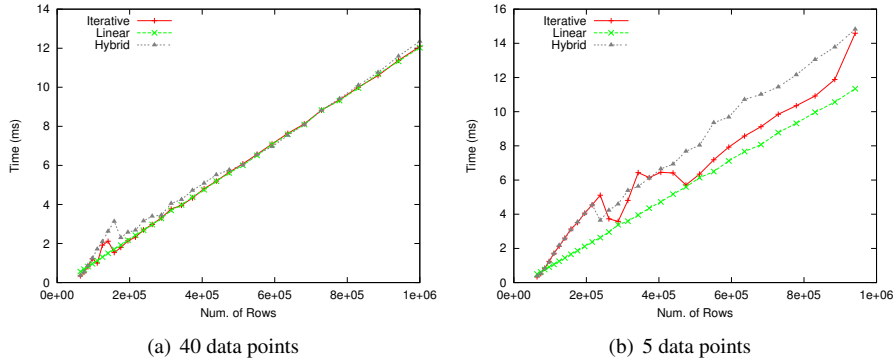 14
12
10
8
6
4
2
0
Time (ms)
Iterative
Linear
Hybrid
0e+00 2e+05 4e+05 6e+05 8e+05 1e+06
Num. of Rows
(a) 40 data points
16
14
12
10
8
6
4
2
0
Time (ms)
Iterative
Linear
Hybrid
0e+00 2e+05 4e+05 6e+05 8e+05 1e+06
Num. of Rows
(b) 5 data points